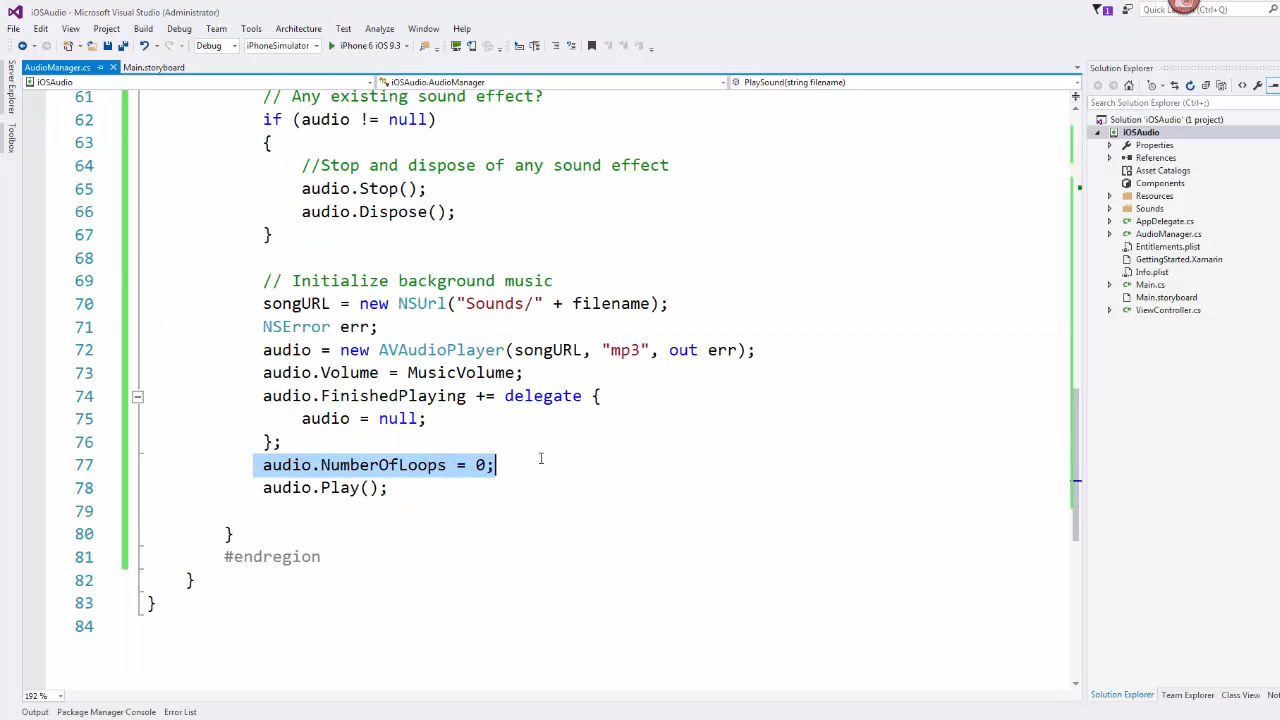 iOSAudio - Microsoft Visual Studio (Administrator)
1
File Edit View Project Build Debug Team Tools Architecture Test Analyze Window Help
Debug iPhoneSimulator iPhone 6 iOS 9.3
AudioManager.cs Main.storyboard
iOSAudio iOSAudio.AudioManager PlaySound(string filename)
Server Explorer
Toolbox
61 // Any existing sound effect?
62 if (audio != null)
63 {
64 //Stop and dispose of any sound effect
65 audio.Stop();
66 audio.Dispose();
67 }
68
69 // Initialize background music
70 songURL = new NSUrl("Sounds/" + filename);
71 NSError err;
72 audio = new AVAudioPlayer(songURL, "mp3", out err);
73 audio.Volume = MusicVolume;
74 audio.FinishedPlaying += delegate {
75 audio = null;
76 };
77 audio.NumberOfLoops = 0;
78 audio.Play();
79
80 }
81 #endregion
82 }
83 }
84
192 %
Output Package Manager Console Error List
Solution Explorer
Search Solution Explorer (Ctrl+;)
Solution 'iOSAudio' (1 project)
iOSAudio
Properties
References
Asset Catalogs
Components
Resources
Sounds
AppDelegate.cs
AudioManager.cs
Entitlements.plist
GettingStarted.Xamarin
Info.plist
Main.cs
Main.storyboard
ViewController.cs
Solution Explorer Team Explorer Class View